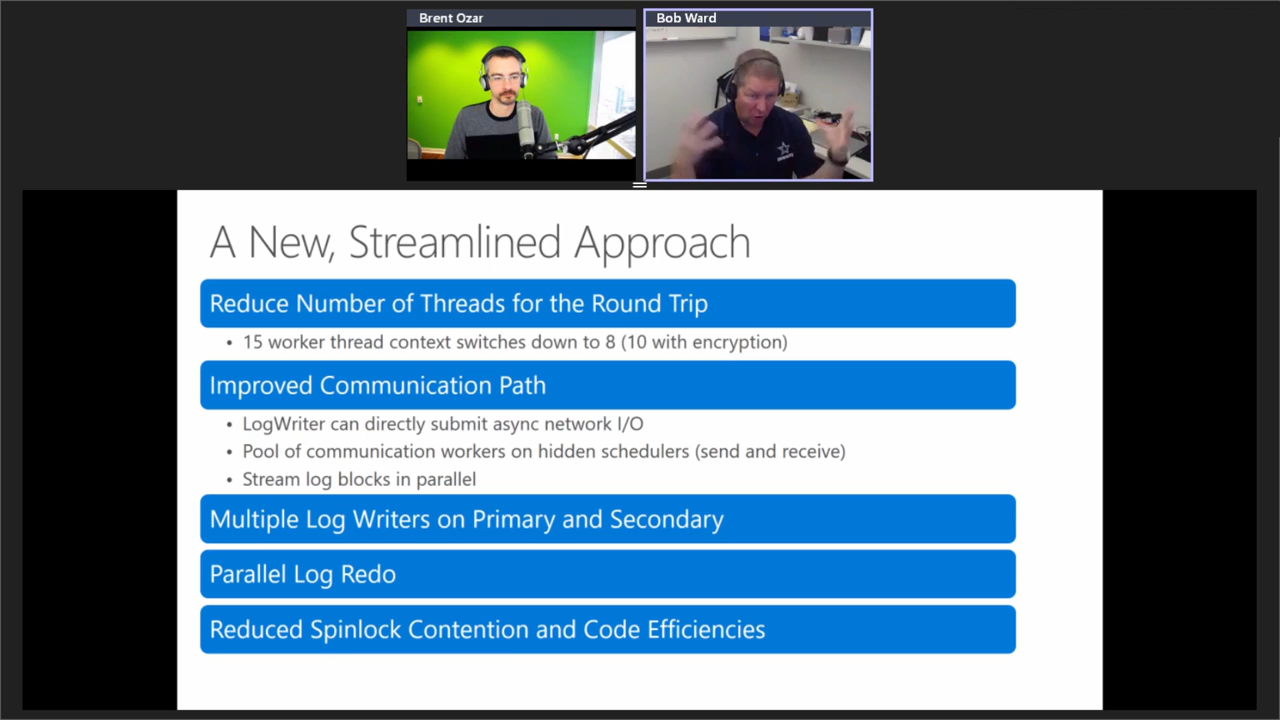 Brent Ozar
Bob Ward
A New, Streamlined Approach
Reduce Number of Threads for the Round Trip
• 15 worker thread context switches down to 8 (10 with encryption)
Improved Communication Path
• LogWriter can directly submit async network I/O
• Pool of communication workers on hidden schedulers (send and receive)
• Stream log blocks in parallel
Multiple Log Writers on Primary and Secondary
Parallel Log Redo
Reduced Spinlock Contention and Code Efficiencies